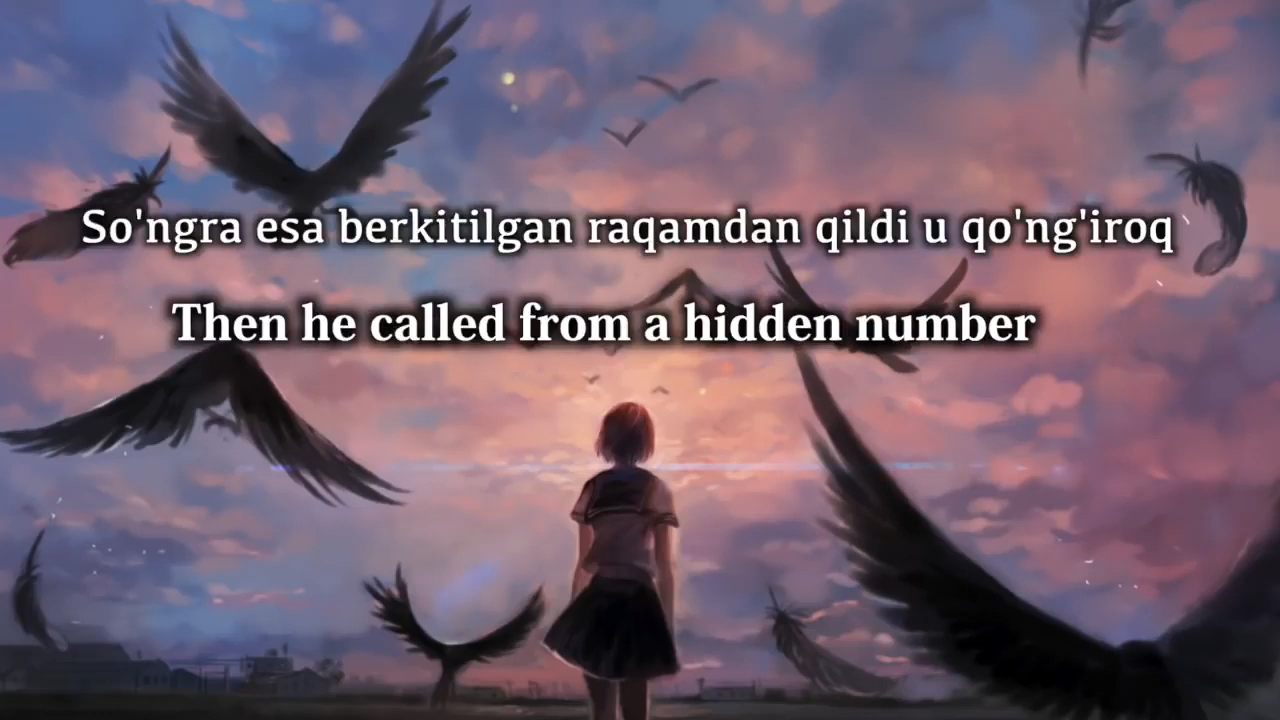 So'ngra esa berkitilgan raqamdan qildi u qo'ng'iroq
Then he called from a hidden number